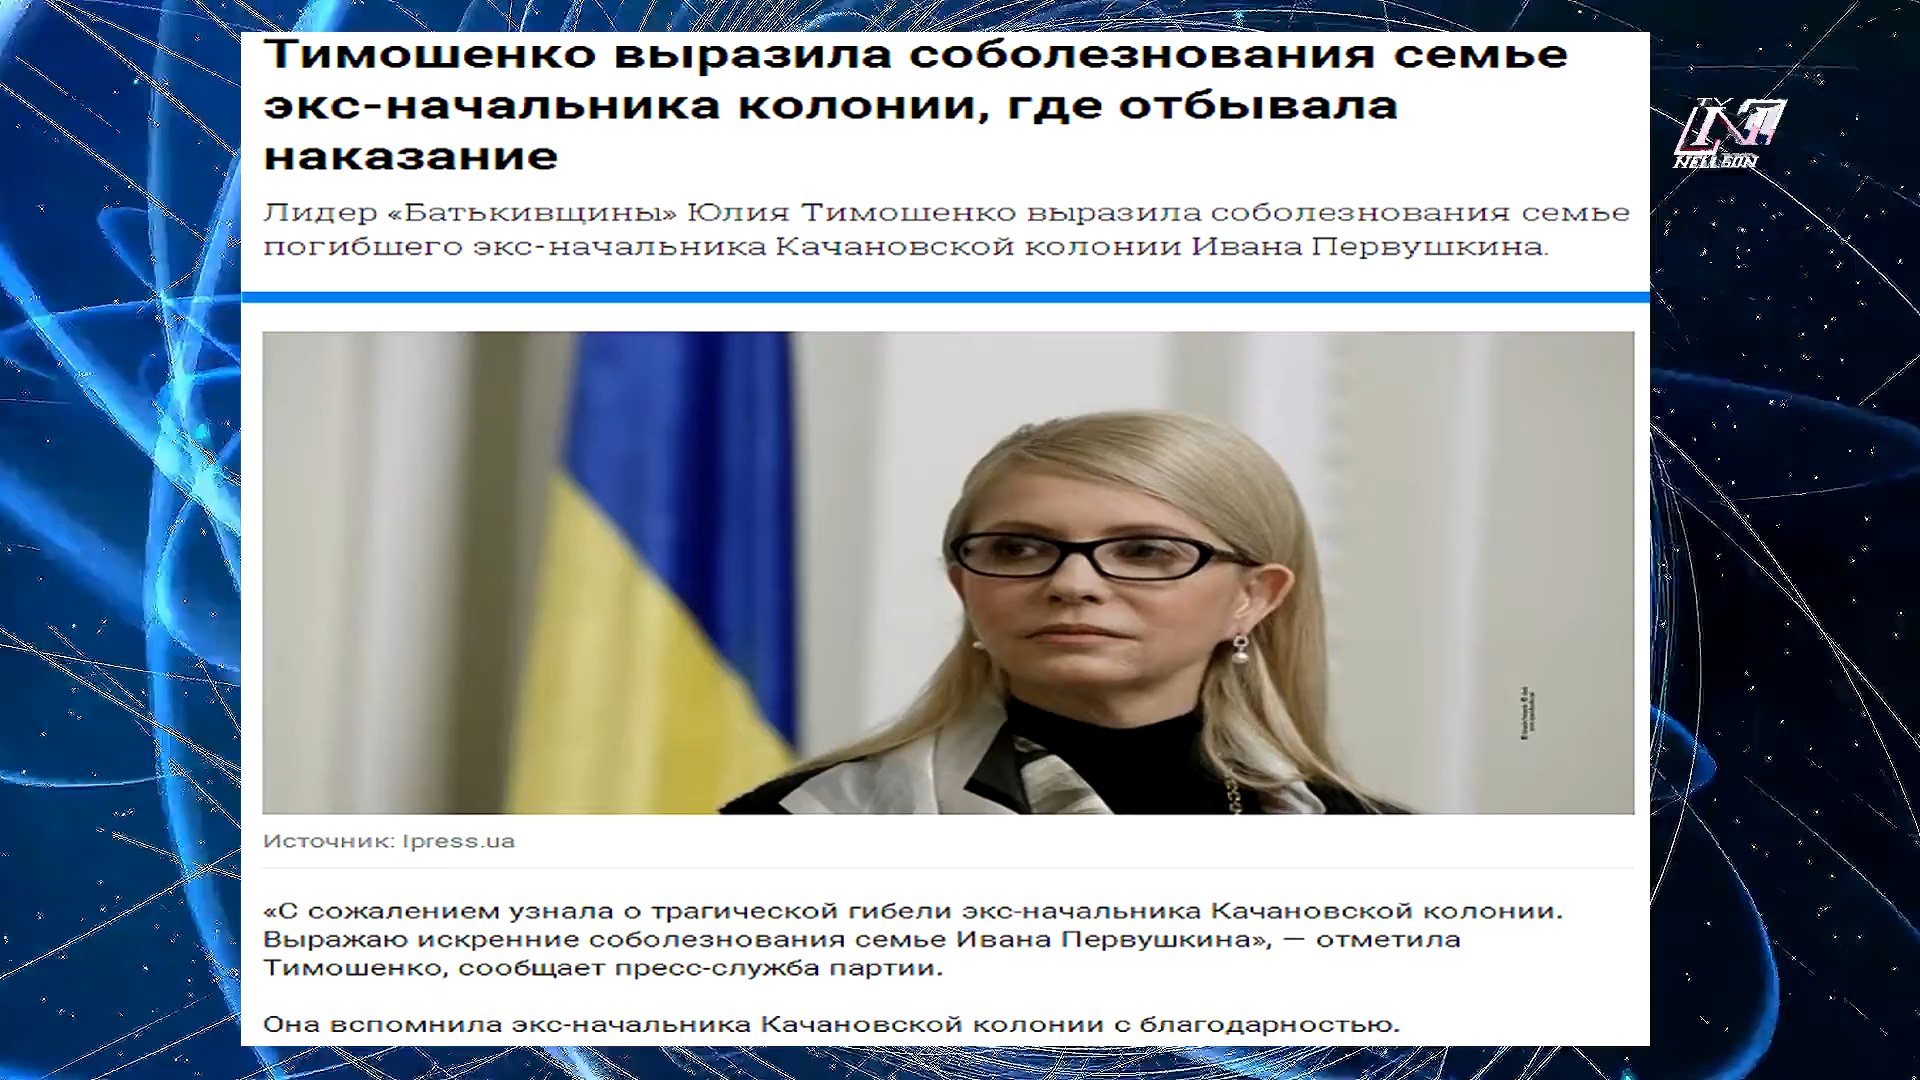 Тимошенко выразила соболезнования семье
экс-начальника колонии, где отбывала
наказание
Лидер «Батькивщины» Юлия Тимошенко выразила соболезнования семье
погибшего экс-начальника Качановской колонии Ивана Первушкина.
TV
NELLSON
Источник: Ipress.ua
«С сожалением узнала о трагической гибели экс-начальника Качановской колонии.
Выражаю искренние соболезнования семье Ивана Первушкина», — отметила
Тимошенко, сообщает пресс-служба партии.
Она вспомнила экс-начальника Качановской колонии с благодарностью.